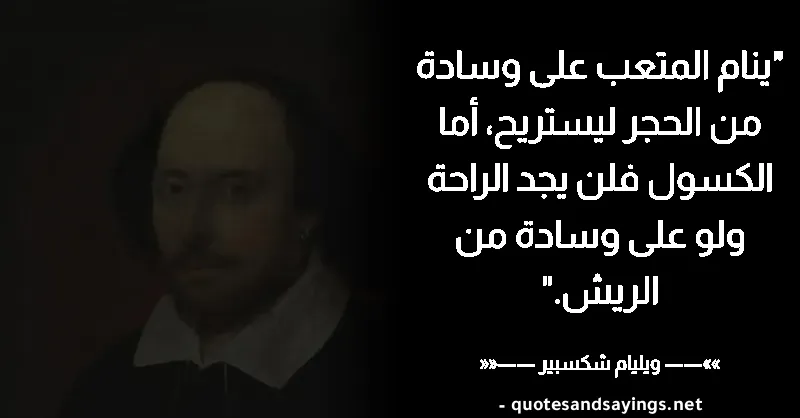 "ينام المتعب على وسادة
من الحجر ليستريح، أما
الكسول فلن يجد الراحة
ولو على وسادة من
الريش."
»»—— ويليام شكسبير ——««
- quotesandsayings.net